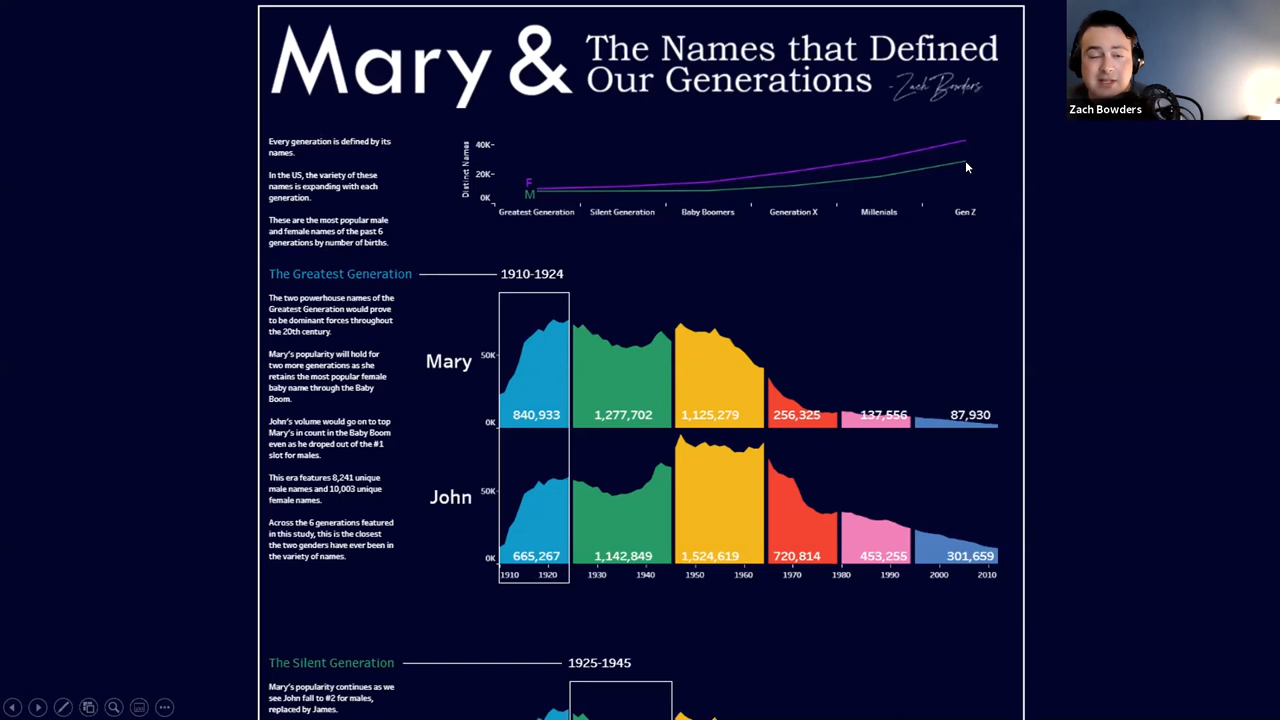 Mary & The Names that Defined
Our Generations
-Zach Bowders
Zach Bowders
Every generation is defined by its
names.
In the US, the variety of these
names is expanding with each
generation.
These are the most popular male
and female names of the past 6
generations by number of births.
Distinct Names
40K
20K
0K
F
M
Greatest Generation
Silent Generation
Baby Boomers
Generation X
Millenials
Gen Z
The Greatest Generation
1910-1924
The two powerhouse names of the
Greatest Generation would prove
to be dominant forces throughout
the 20th century.
Mary's popularity will hold for
two more generations as she
retains the most popular female
baby name through the Baby
Boom.
John's volume would go on to top
Mary's in count in the Baby Boom
even as he droped out of the #1
slot for males.
This era features 8,241 unique
male names and 10,003 unique
female names.
Across the 6 generations featured
in this study, this is the closest
the two genders have ever been in
the variety of names.
Mary
50K
0K
840,933
1,277,702
1,125,279
256,325
137,556
87,930
John
50K
0K
665,267
1,142,849
1,524,619
720,814
453,255
301,659
1910
1920
1930
1940
1950
1960
1970
1980
1990
2000
2010
The Silent Generation
1925-1945
Mary's popularity continues as we
see John fall to #2 for males,
replaced by James.